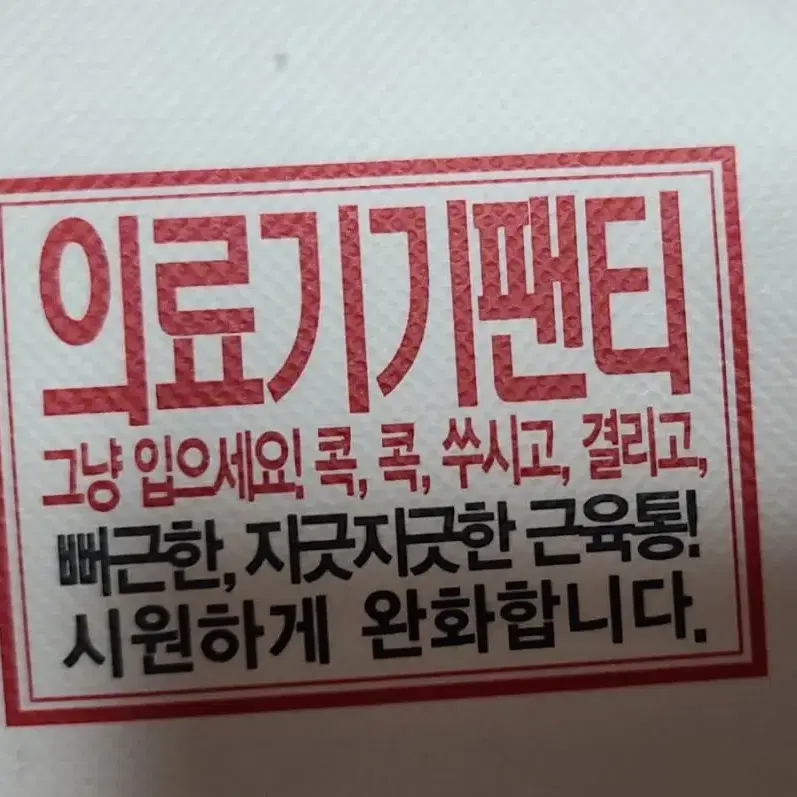 의료기기팬티
그냥 입으세요! 콕, 콕, 쑤시고, 결리고,
뻐근한, 지긋지긋한 근육통!
시원하게 완화합니다.